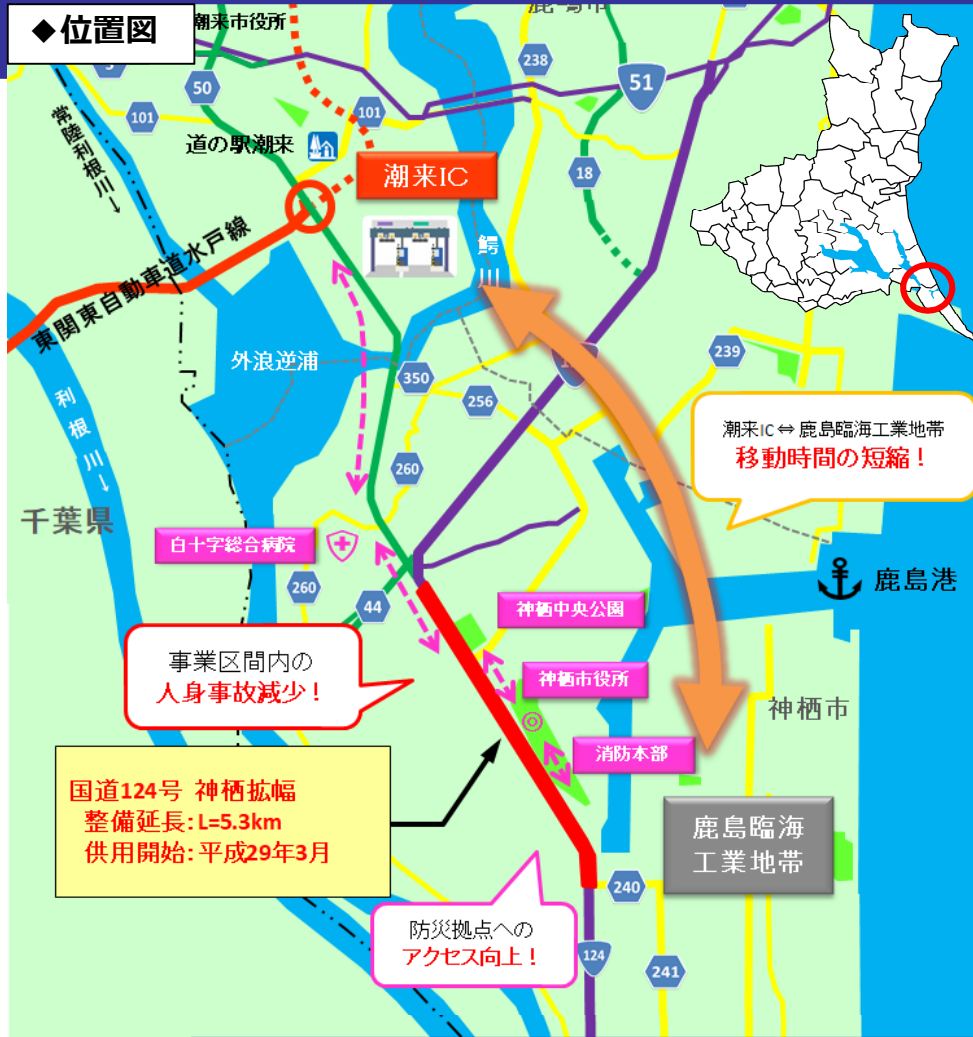 ◆位置図
潮来市役所
50
238
51
101
101
常陸利根川↓
道の駅潮来
潮来IC
18
鰐川
東関東自動車道水戸線
外浪逆浦
350
239
256
利根川↓
潮来IC⇔鹿島臨海工業地帯
移動時間の短縮！
260
千葉県
白十字総合病院
鹿島港
260
44
神栖中央公園
事業区間内の
人身事故減少！
神栖市役所
神栖市
消防本部
国道124号 神栖拡幅
整備延長：L=5.3km
供用開始：平成29年3月
鹿島臨海
工業地帯
240
防災拠点への
アクセス向上！
124
241